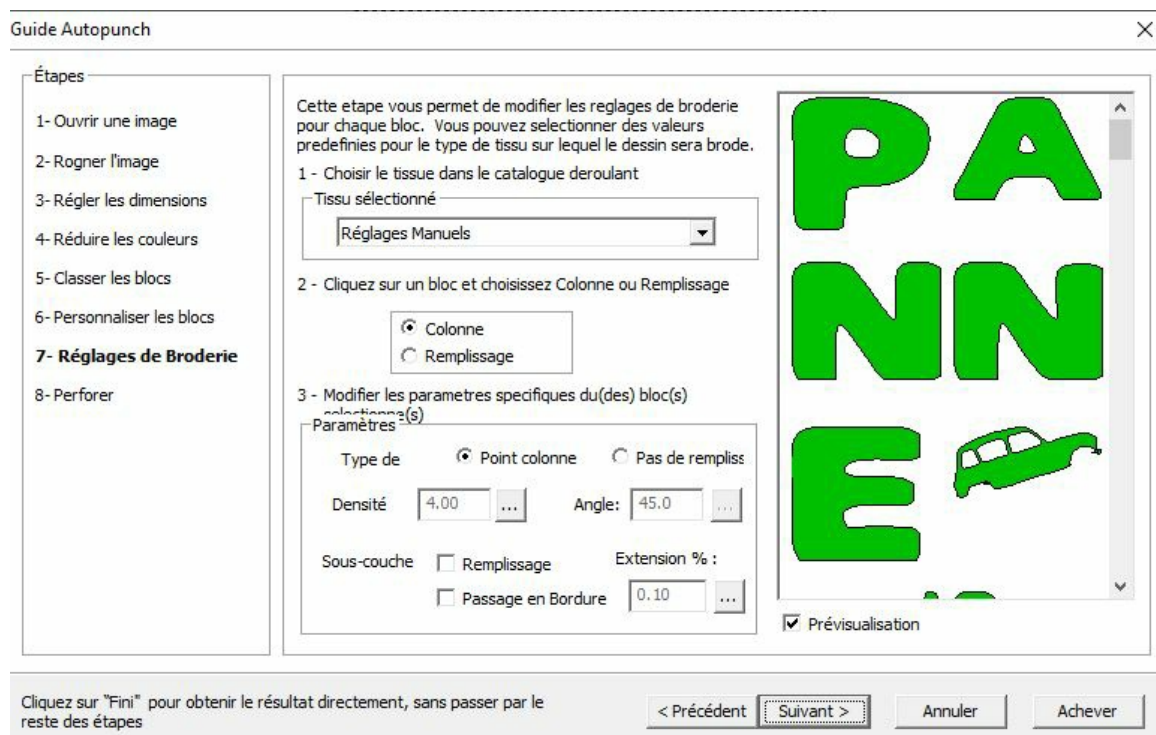 Guide Autopunch
Étapes
1- Ouvrir une image
2- Rogner l'image
3- Régler les dimensions
4- Réduire les couleurs
5- Classer les blocs
6- Personnaliser les blocs
7- Réglages de Broderie
8- Perforer
Cette etape vous permet de modifier les reglages de broderie
pour chaque bloc. Vous pouvez selectionner des valeurs
predefinies pour le type de tissu sur lequel le dessin sera brode.
1 - Choisir le tissue dans le catalogue deroulant
Tissu sélectionné
Réglages Manuels
2 - Cliquez sur un bloc et choisissez Colonne ou Remplissage
Colonne
Remplissage
3 - Modifier les parametres specifiques du(des) bloc(s)
selectionne(s)
Paramètres
Type de Point colonne Pas de rempliss
Densité 4.00 ... Angle: 45.0 ...
Sous-couche Remplissage Extension % :
Passage en Bordure 0.10 ...
PA
NN
E
Prévisualisation
Cliquez sur "Fini" pour obtenir le résultat directement, sans passer par le
reste des étapes
< Précédent Suivant > Annuler Achever